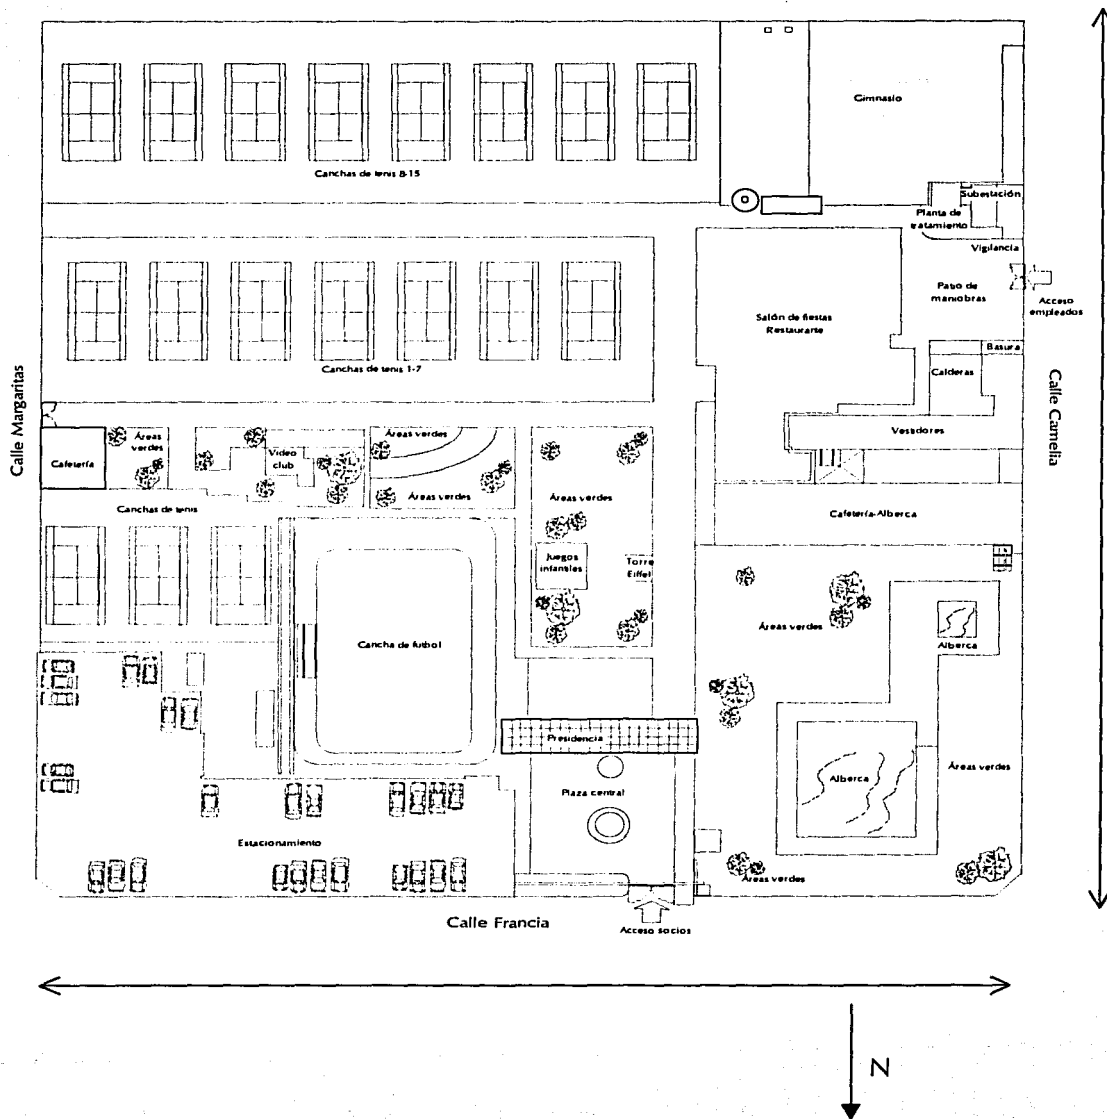 Gimnasio
Canchas de tenis 8-15
Subestación
Planta de
tratamiento
Vigilancia
Patio de
maniobras
Acceso
empleados
Salón de fiestas
Restaurante
Canchas de tenis 1-7
Basura
Calderas
Calle Margaritas
Calle Camelia
Vestidores
Cafetería
Áreas
verdes
Video
club
Áreas verdes
Áreas verdes
Áreas verdes
Canchas de tenis
Cafetería-Alberca
Juegos
infantiles
Torre
Eiffel
Cancha de futbol
Áreas verdes
Alberca
Presidencia
Alberca
Áreas verdes
Plaza central
Estacionamiento
Áreas verdes
Calle Francia
Acceso socios
N